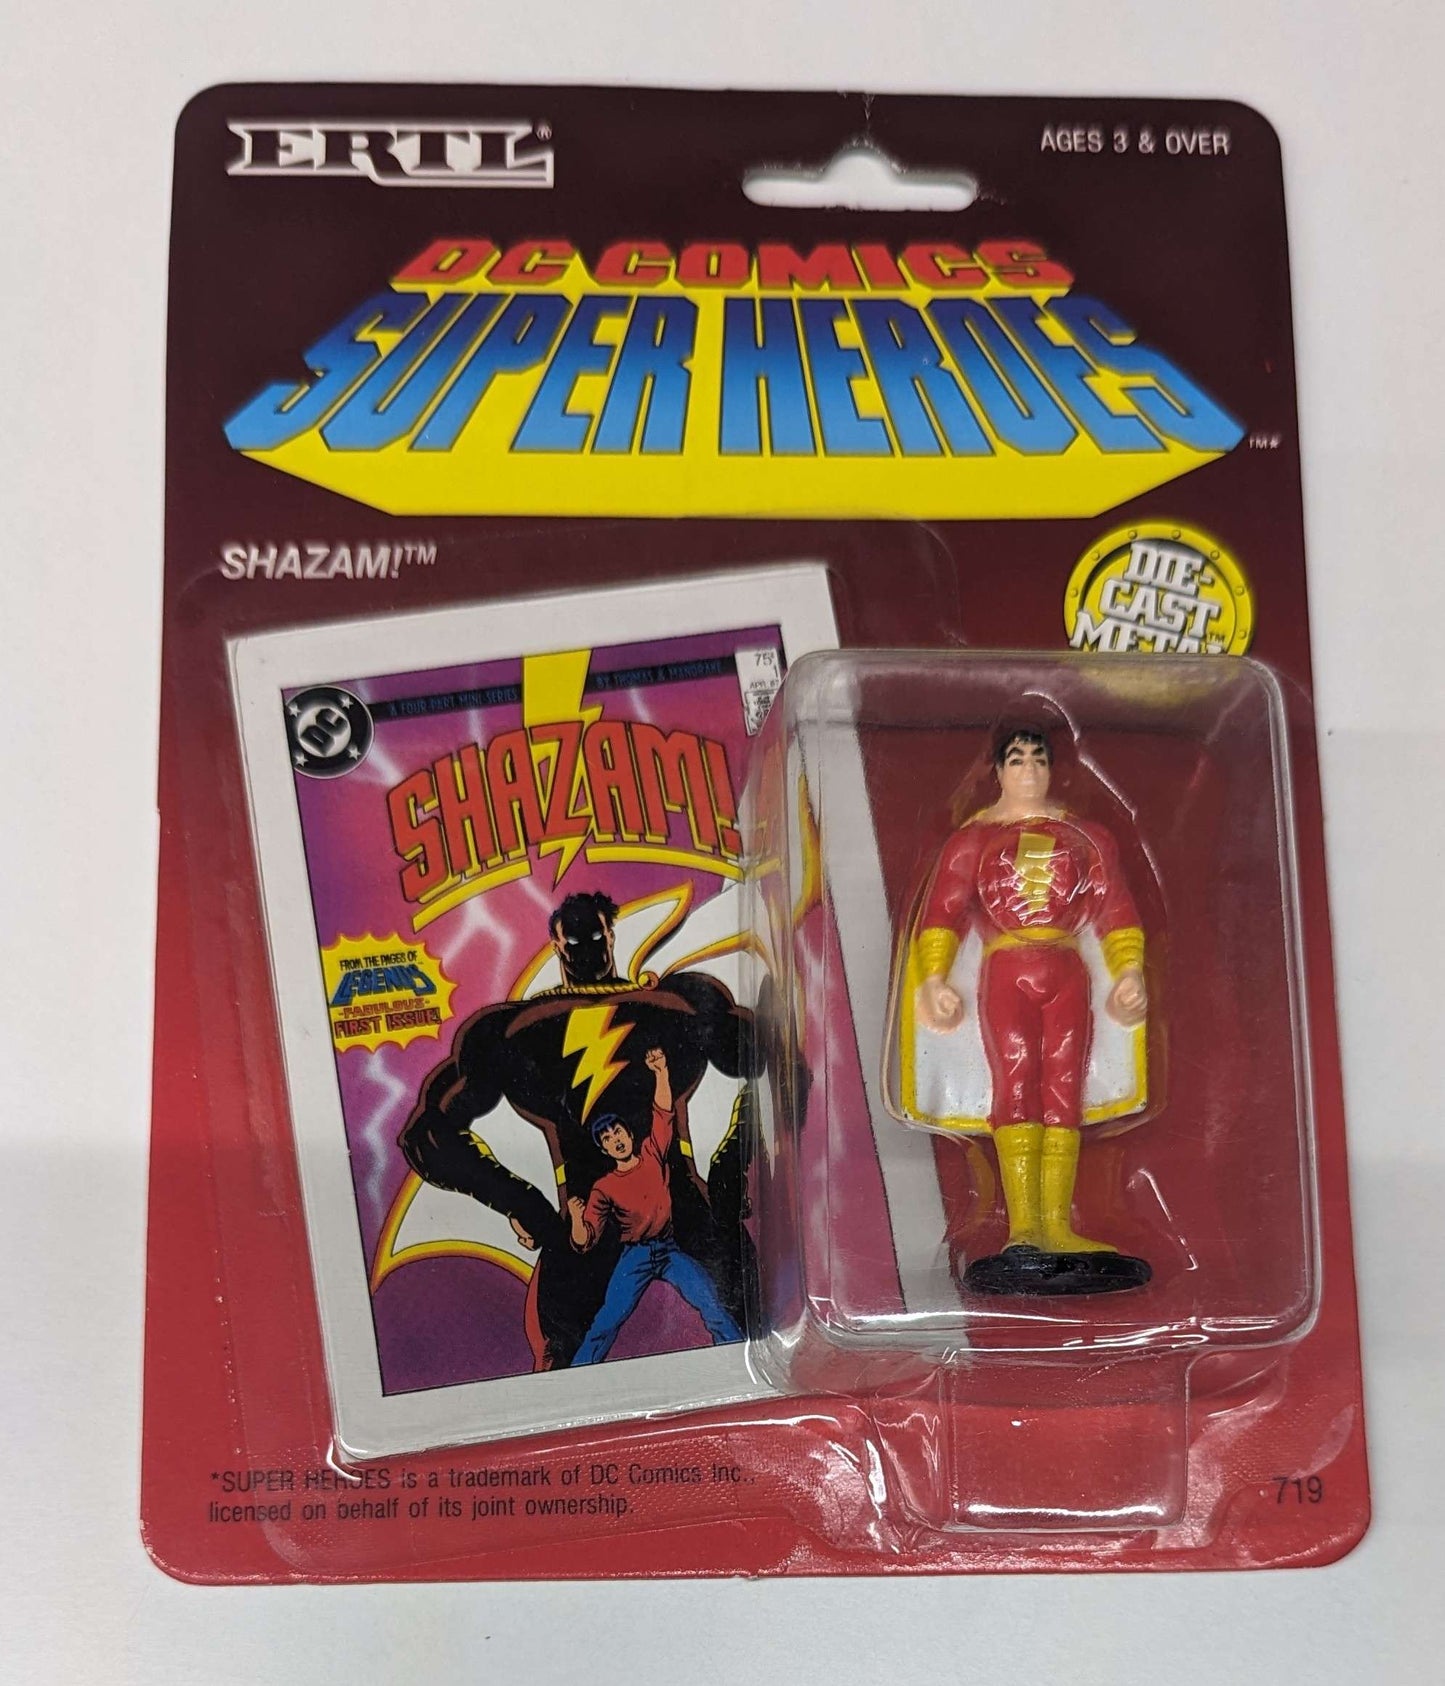 ERTL®
AGES 3 & OVER
DC COMICS
SUPER HEROES
TM*
SHAZAM!™
DIE-
CAST
METAL™
DC
A FOUR-PART MINI-SERIES
BY THOMAS & MANDRAKE
75¢
1
APR. 87
SHAZAM!
FROM THE PAGES OF...
LEGENDS
-FABULOUS-
FIRST ISSUE!
*SUPER HEROES is a trademark of DC Comics Inc.,
licensed on behalf of its joint ownership.
719